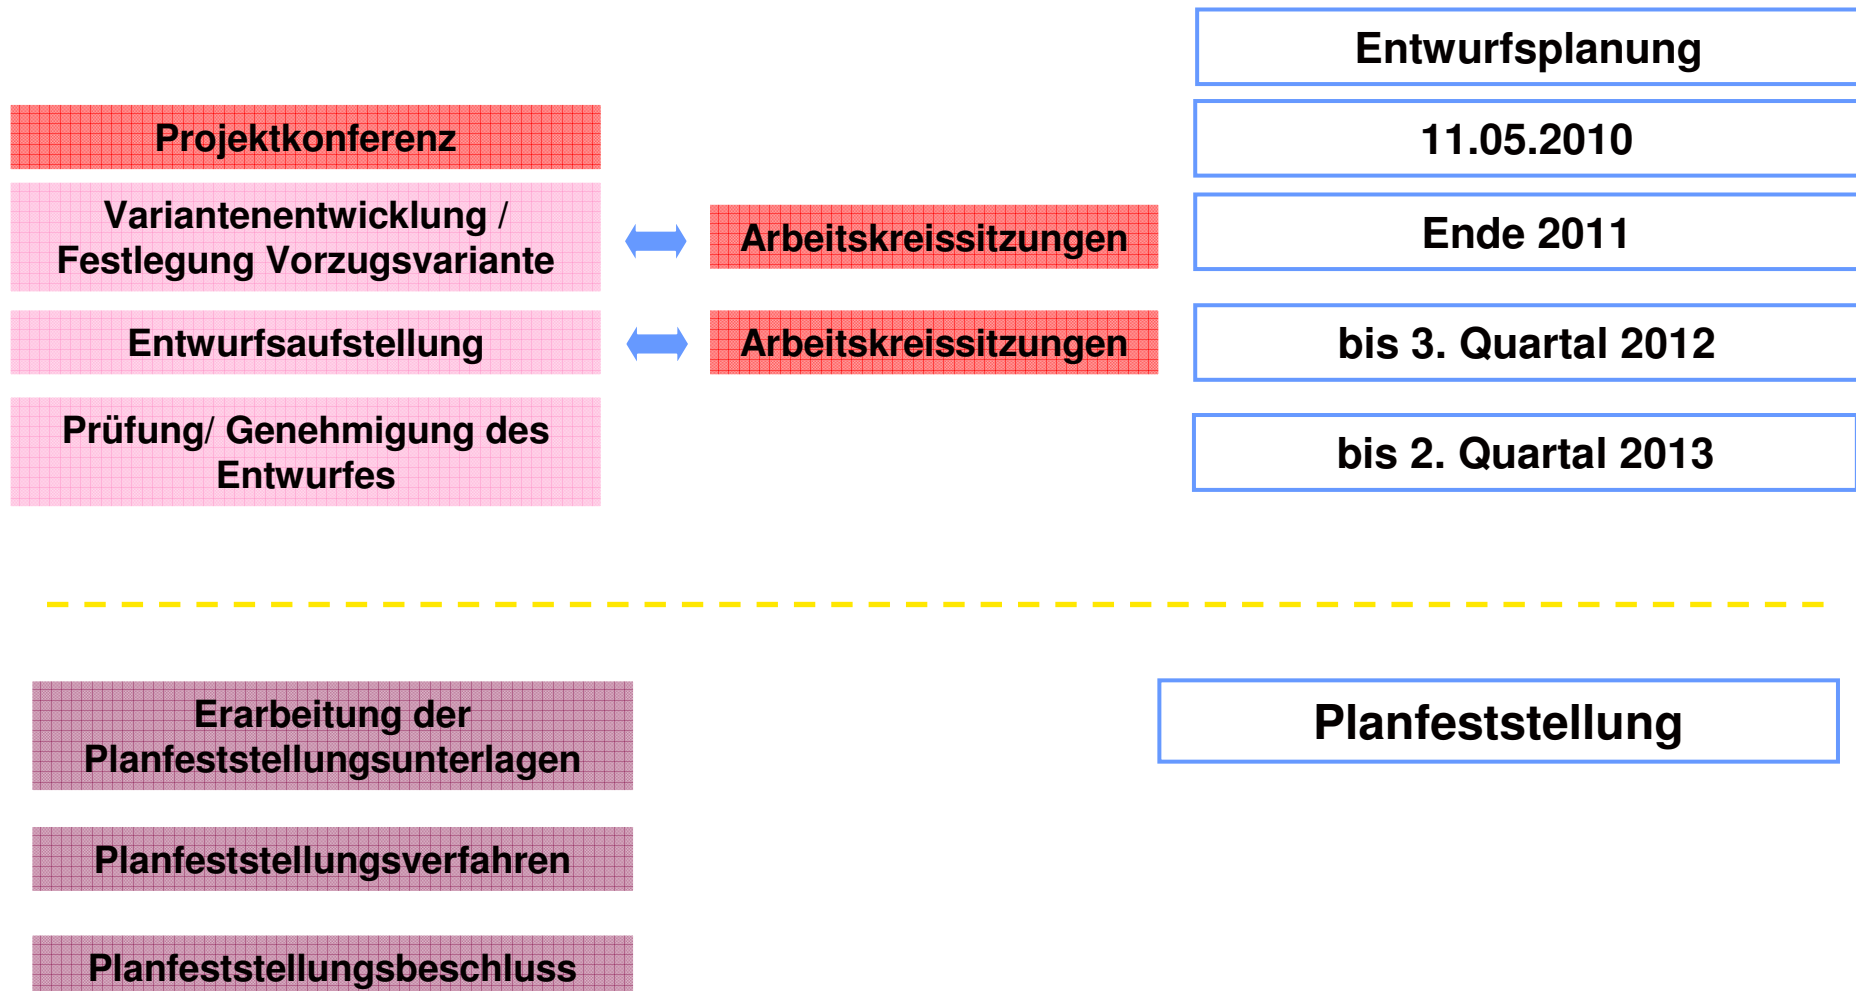 Entwurfsplanung
Projektkonferenz
11.05.2010
Variantenentwicklung /
Festlegung Vorzugsvariante
Arbeitskreissitzungen
Ende 2011
Entwurfsaufstellung
Arbeitskreissitzungen
bis 3. Quartal 2012
Prüfung/ Genehmigung des
Entwurfes
bis 2. Quartal 2013
Erarbeitung der
Planfeststellungsunterlagen
Planfeststellung
Planfeststellungsverfahren
Planfeststellungsbeschluss